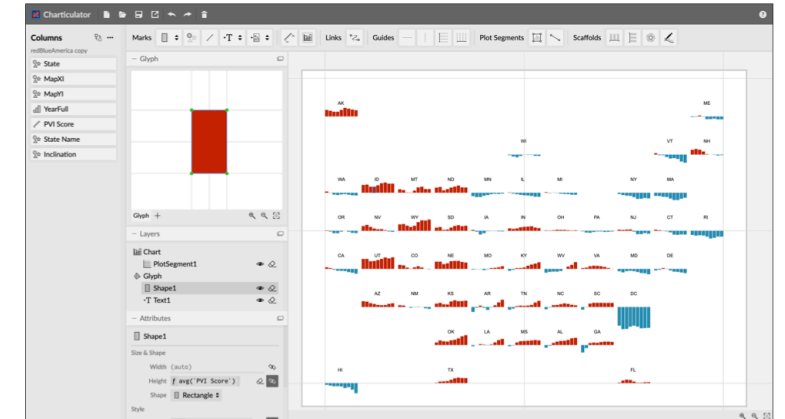 Charticulator
Columns
redBlueAmerica copy
State
MapXI
MapYI
YearFull
PVI Score
State Name
Inclination
Marks
Links
Guides
Plot Segments
Scaffolds
Glyph
Glyph
Layers
Chart
PlotSegment1
Glyph
Shape1
Text1
Attributes
Shape1
Size & Shape
Width (auto)
Height f avg('PVI Score')
Shape Rectangle
Style
AK ME
WI VT NH
WA ID MT ND MN IL MI NY MA
OR NV WY SD IA IN OH PA NJ CT RI
CA UT CO NE MO KY WV VA MD DE
AZ NM KS AR TN NC SC DC
OK LA MS AL GA
HI TX FL